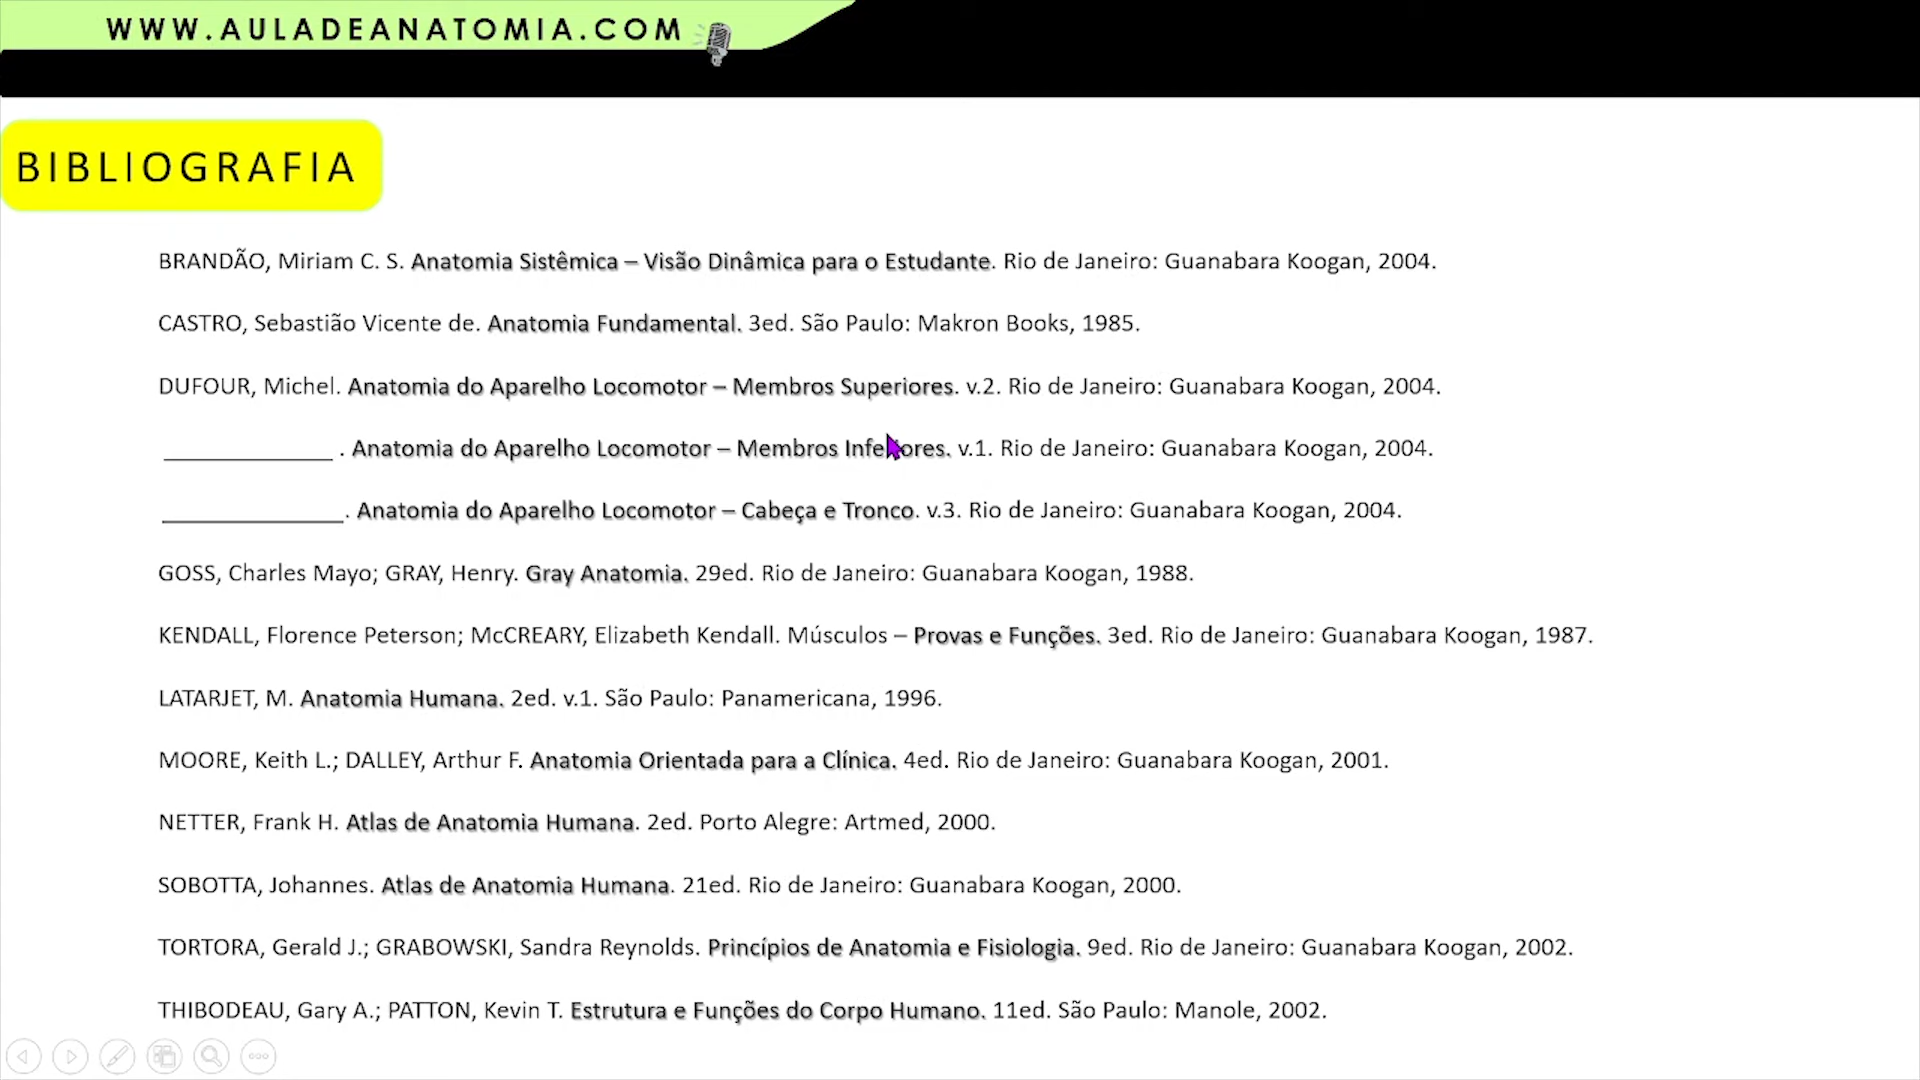 WWW.AULADEANATOMIA.COM
BIBLIOGRAFIA
BRANDÃO, Miriam C. S. Anatomia Sistêmica – Visão Dinâmica para o Estudante. Rio de Janeiro: Guanabara Koogan, 2004.
CASTRO, Sebastião Vicente de. Anatomia Fundamental. 3ed. São Paulo: Makron Books, 1985.
DUFOUR, Michel. Anatomia do Aparelho Locomotor – Membros Superiores. v.2. Rio de Janeiro: Guanabara Koogan, 2004.
______________ . Anatomia do Aparelho Locomotor – Membros Inferiores. v.1. Rio de Janeiro: Guanabara Koogan, 2004.
_______________. Anatomia do Aparelho Locomotor – Cabeça e Tronco. v.3. Rio de Janeiro: Guanabara Koogan, 2004.
GOSS, Charles Mayo; GRAY, Henry. Gray Anatomia. 29ed. Rio de Janeiro: Guanabara Koogan, 1988.
KENDALL, Florence Peterson; McCREARY, Elizabeth Kendall. Músculos – Provas e Funções. 3ed. Rio de Janeiro: Guanabara Koogan, 1987.
LATARJET, M. Anatomia Humana. 2ed. v.1. São Paulo: Panamericana, 1996.
MOORE, Keith L.; DALLEY, Arthur F. Anatomia Orientada para a Clínica. 4ed. Rio de Janeiro: Guanabara Koogan, 2001.
NETTER, Frank H. Atlas de Anatomia Humana. 2ed. Porto Alegre: Artmed, 2000.
SOBOTTA, Johannes. Atlas de Anatomia Humana. 21ed. Rio de Janeiro: Guanabara Koogan, 2000.
TORTORA, Gerald J.; GRABOWSKI, Sandra Reynolds. Princípios de Anatomia e Fisiologia. 9ed. Rio de Janeiro: Guanabara Koogan, 2002.
THIBODEAU, Gary A.; PATTON, Kevin T. Estrutura e Funções do Corpo Humano. 11ed. São Paulo: Manole, 2002.